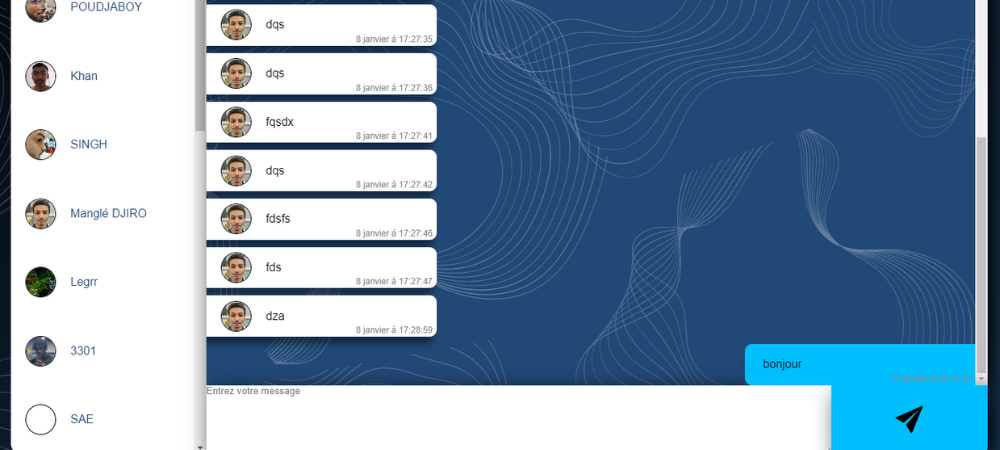 POUDJABOY
Khan
SINGH
Manglé DJIRO
Legrr
3301
SAE
dqs
8 janvier á 17:27:35
dqs
8 janvier á 17:27:36
fqsdx
8 janvier á 17:27:41
dqs
8 janvier á 17:27:42
fdsfs
8 janvier á 17:27:46
fds
8 janvier á 17:27:47
dza
8 janvier á 17:28:59
bonjour
Entrez votre message